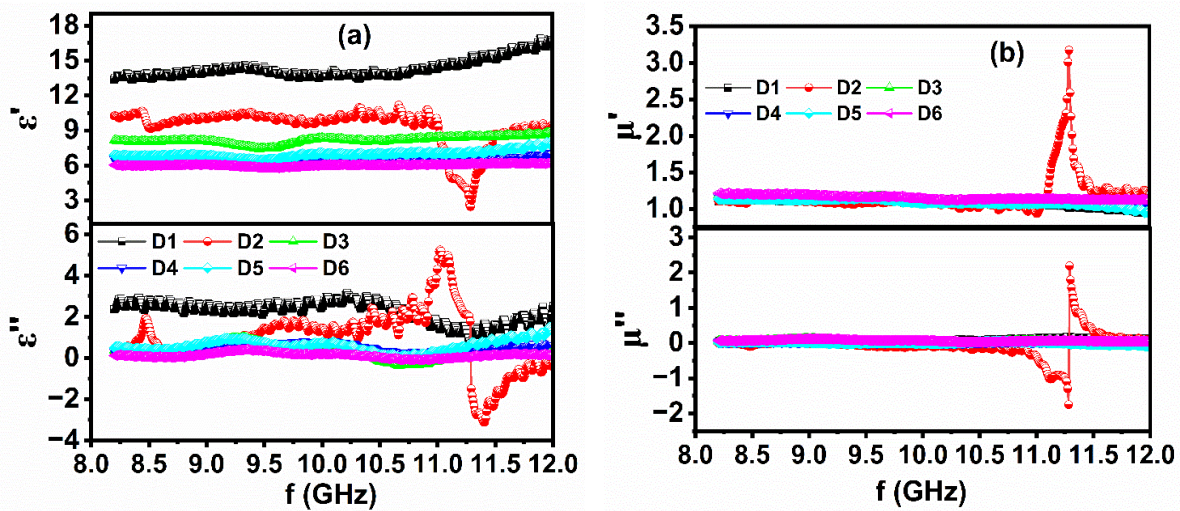 (a)
18
15
12
9
6
3
ε'
6
4
2
0
-2
-4
ε''
D1 D2 D3
D4 D5 D6
8.0 8.5 9.0 9.5 10.0 10.5 11.0 11.5 12.0
f (GHz)
(b)
3.5
3.0
2.5
2.0
1.5
1.0
μ'
D1 D2 D3
D4 D5 D6
3
2
1
0
-1
-2
μ''
8.0 8.5 9.0 9.5 10.0 10.5 11.0 11.5 12.0
f (GHz)